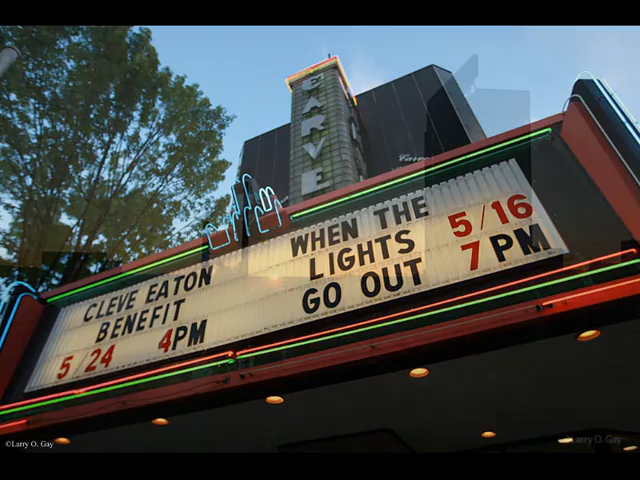 CARVE
Carver
CLEVE EATON
BENEFIT
5/24 4PM
WHEN THE
LIGHTS
GO OUT
5/16
7PM
©Larry O. Gay
Larry O. Gay